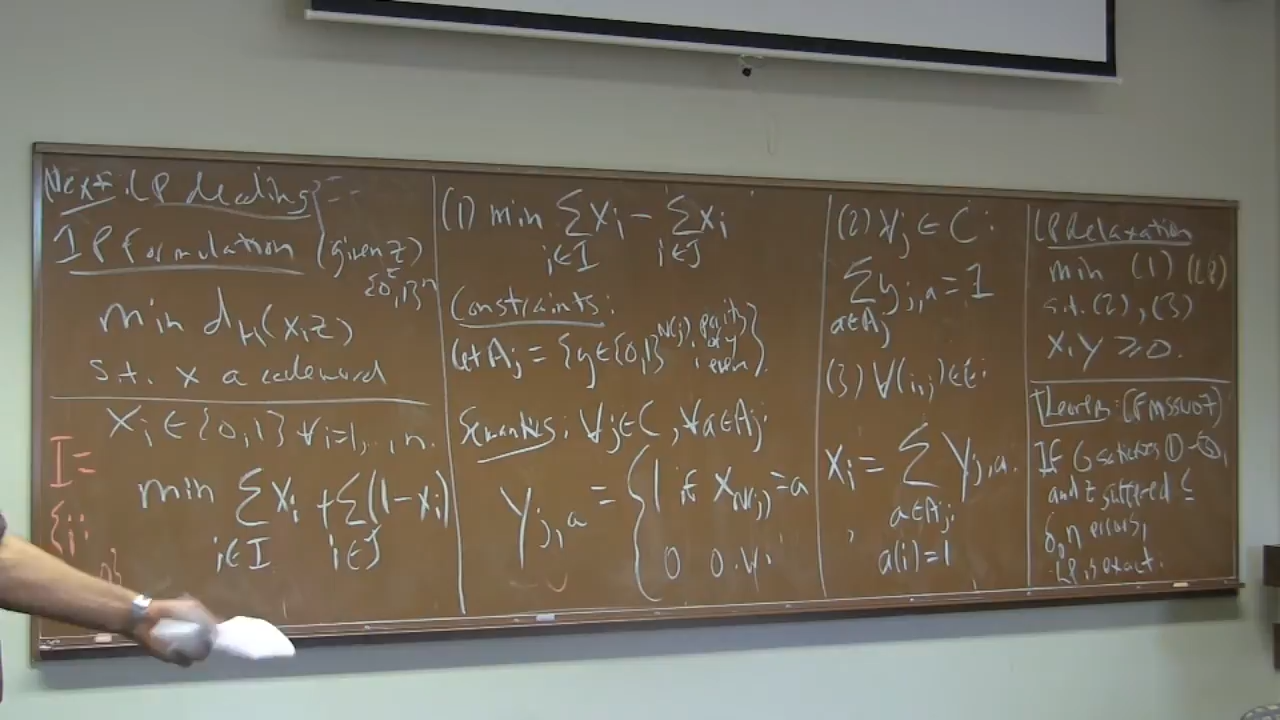 Next: LP decoding
IP Formulation (given z)
∈
{0,1}^n
min d_H(x,z)
s.t. x a codeword
x_i ∈ {0,1} ∀i=1,..,n.
I=
{i:
0}
min Σ x_i + Σ (1-x_i)
i∈I i∈J
(1) min Σ x_i - Σ x_i
i∈I i∈J
Constraints:
Let A_j = {y∈{0,1}^{N(j)}: parity
of y
is even}.
Semantics: ∀j∈C, ∀a∈A_j:
y_{j,a} = { 1 if x_{N(j)} = a
0 o.w.
(2) ∀j ∈ C:
Σ y_{j,a} = 1
a∈A_j
(3) ∀(i,j)∈E:
x_i = Σ y_{j,a}.
a∈A_j:
a(i)=1
LP Relaxation
min (1) (LP)
s.t. (2), (3)
x,y ≥ 0.
Theorem: (FMSSW07)
If G satisfies
and z suffered ≤
δ_0 n errors,
LP is exact.